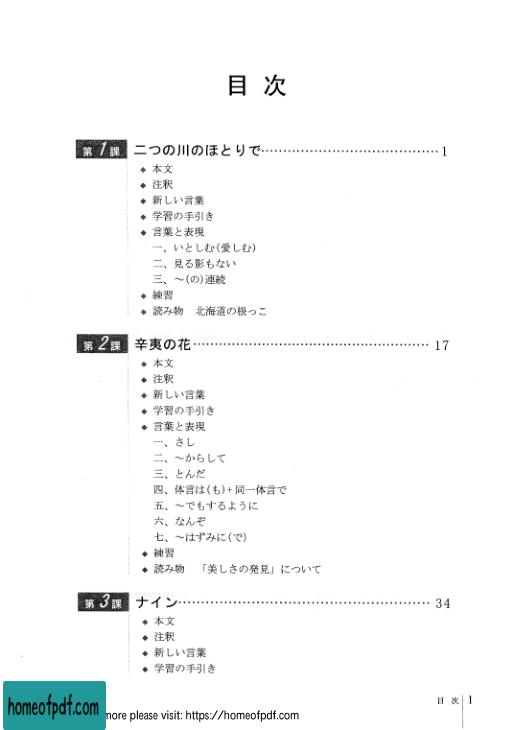 目次
第1課 二つの川のほとりで…………………………………… 1
◆ 本文
◆ 注釈
◆ 新しい言葉
◆ 学習の手引き
◆ 言葉と表現
一、いとしむ(愛しむ)
二、見る影もない
三、～(の)連続
◆ 練習
◆ 読み物 北海道の根っこ
第2課 辛夷の花…………………………………………… 17
◆ 本文
◆ 注釈
◆ 新しい言葉
◆ 学習の手引き
◆ 言葉と表現
一、さし
二、～からして
三、とんだ
四、体言は(も)+同一体言で
五、～でもするように
六、なんぞ
七、～はずみに(で)
◆ 練習
◆ 読み物 「美しさの発見」について
第3課 ナイン……………………………………………… 34
◆ 本文
◆ 注釈
◆ 新しい言葉
◆ 学習の手引き
目 次 1
homeofpdf.com
more please visit: https://homeofpdf.com